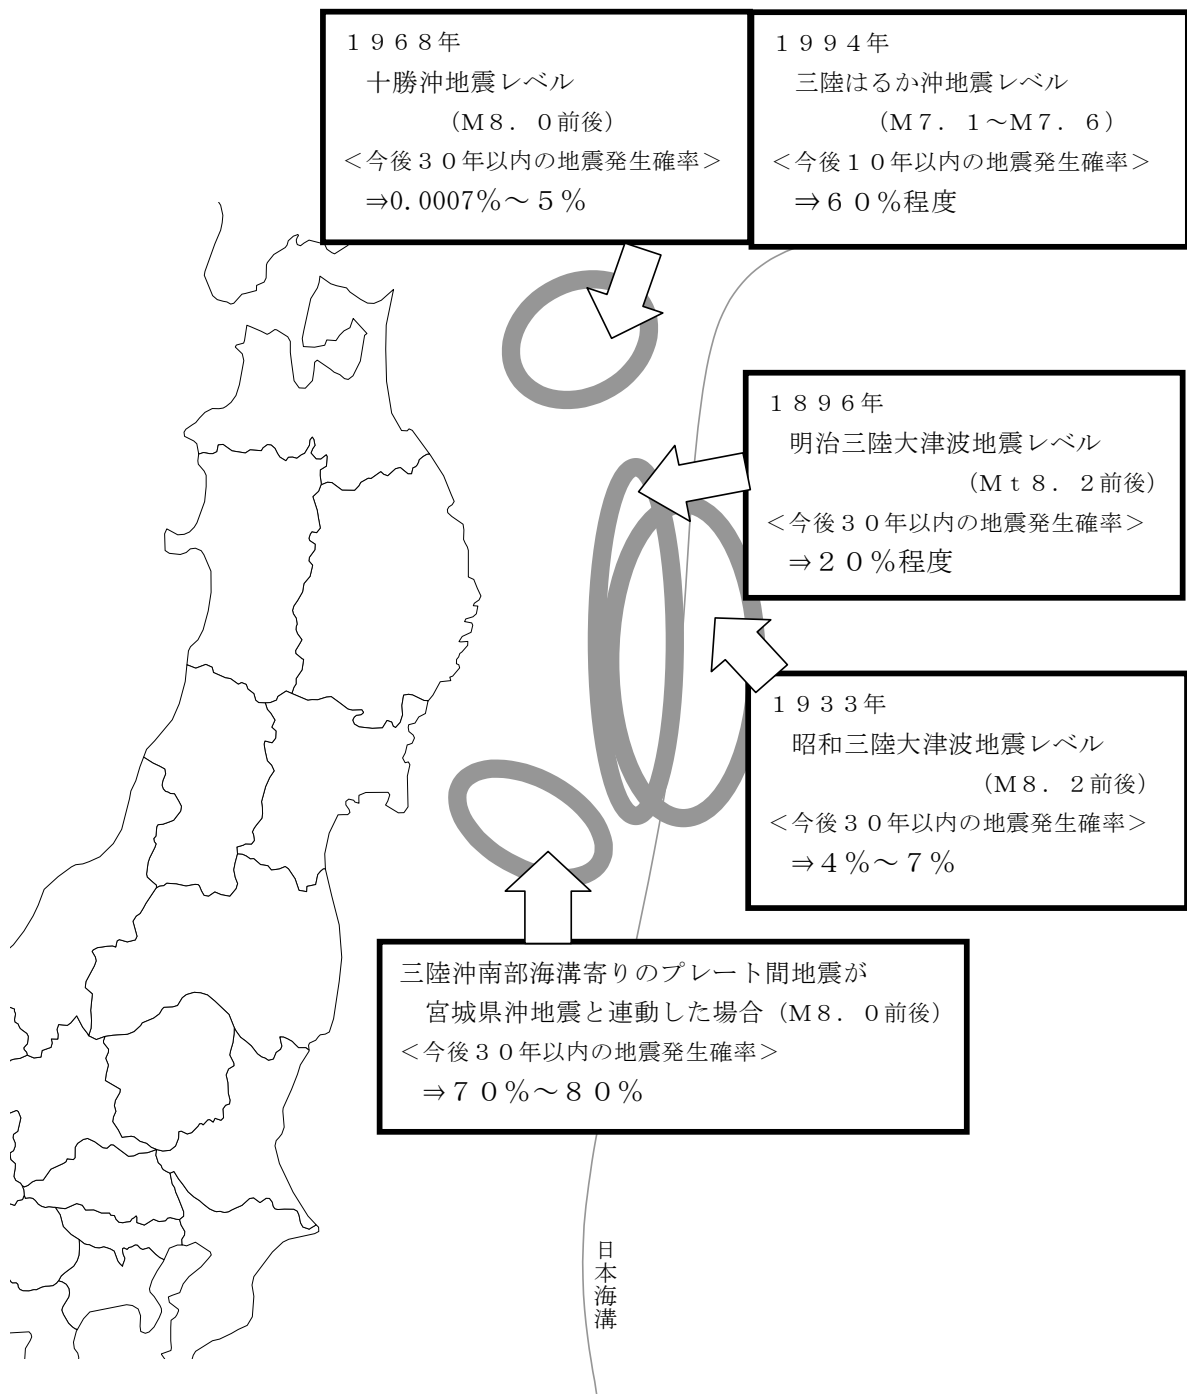 1968年
十勝沖地震レベル
(M8.0前後)
<今後30年以内の地震発生確率>
⇒0.0007%～5%
1994年
三陸はるか沖地震レベル
(M7.1～M7.6)
<今後10年以内の地震発生確率>
⇒60%程度
1896年
明治三陸大津波地震レベル
(Mt8.2前後)
<今後30年以内の地震発生確率>
⇒20%程度
1933年
昭和三陸大津波地震レベル
(M8.2前後)
<今後30年以内の地震発生確率>
⇒4%～7%
三陸沖南部海溝寄りのプレート間地震が
宮城県沖地震と連動した場合(M8.0前後)
<今後30年以内の地震発生確率>
⇒70%～80%
日本海溝